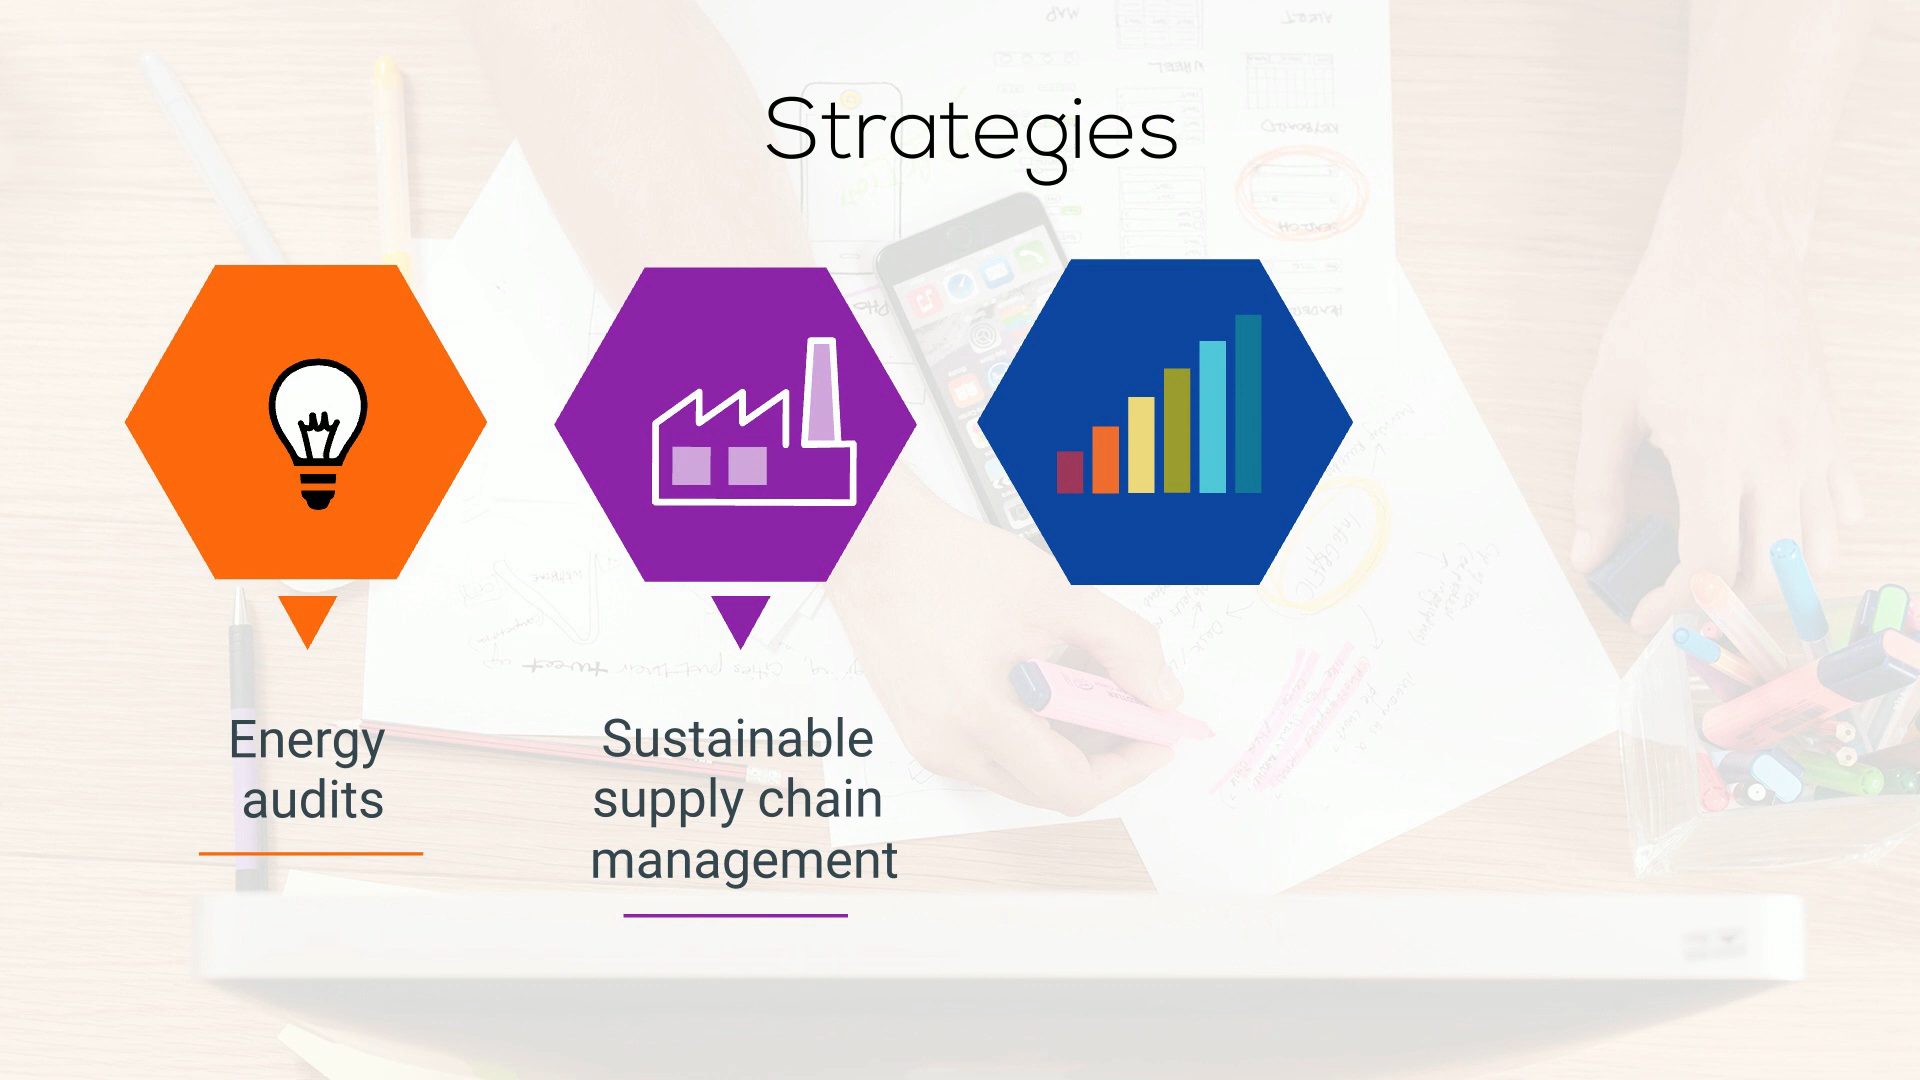 Strategies
Energy
audits
Sustainable
supply chain
management